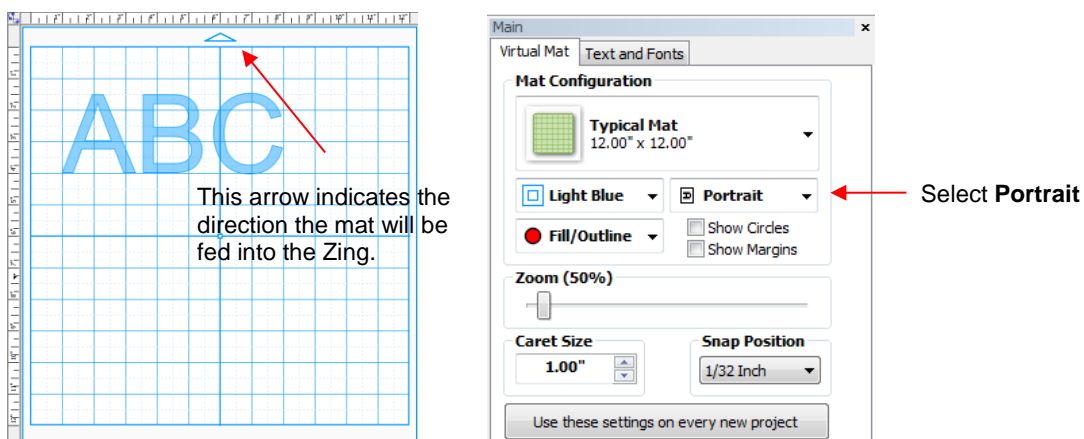 ABC
This arrow indicates the
direction the mat will be
fed into the Zing.
Main
x
Virtual Mat
Text and Fonts
Mat Configuration
Typical Mat
12.00" x 12.00"
Light Blue
Portrait
Fill/Outline
Show Circles
Show Margins
Zoom (50%)
Caret Size
Snap Position
1.00"
1/32 Inch
Use these settings on every new project
Select Portrait